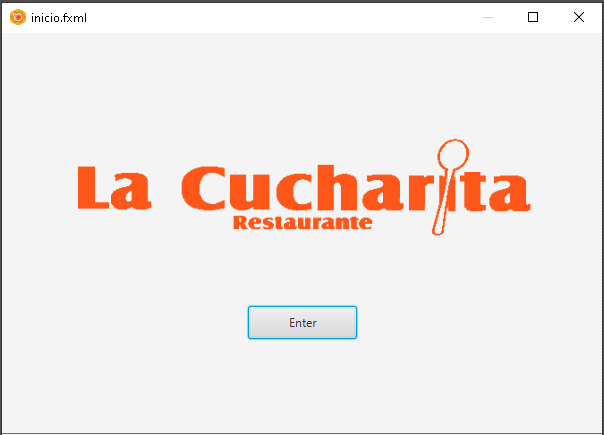 inicio.fxml
La Cucharita
Restaurante
Enter